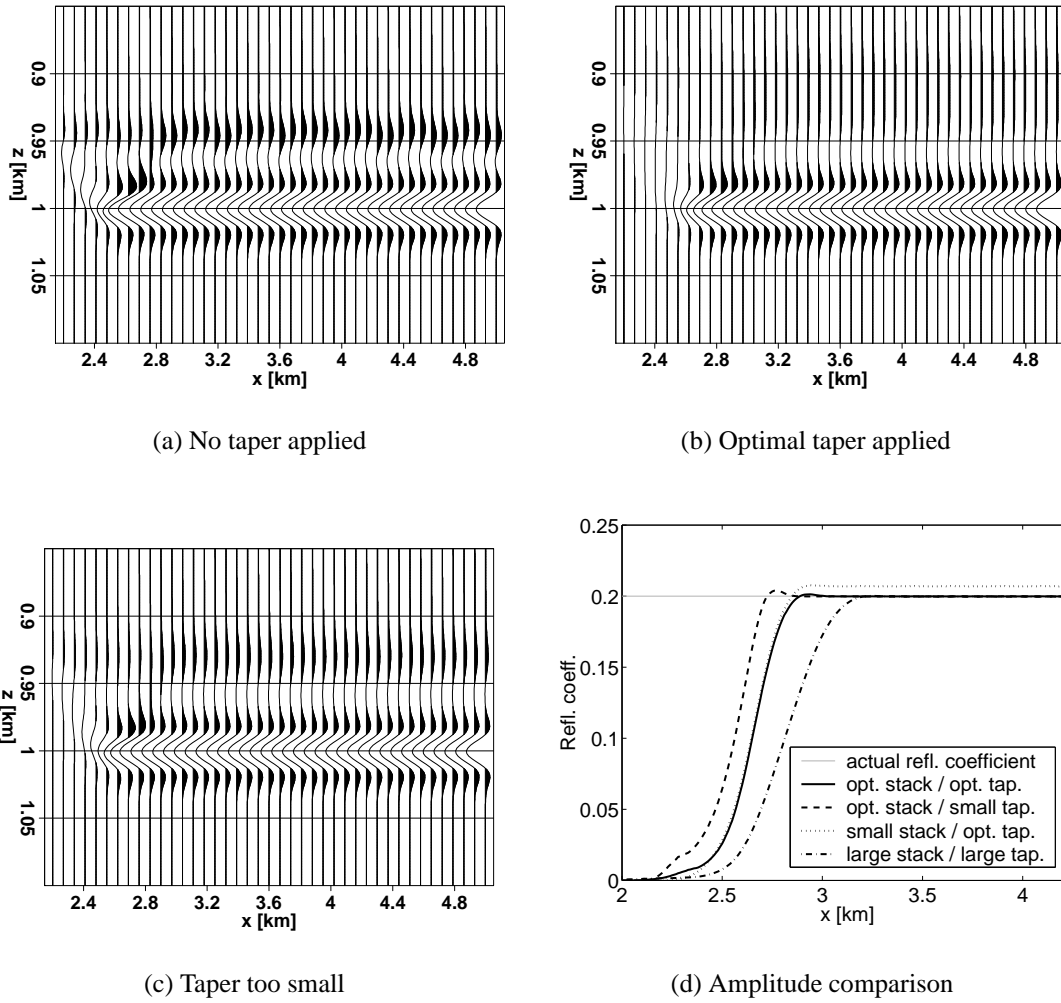 0.9
0.95
1
1.05
z [km]
2.4 2.8 3.2 3.6 4 4.4 4.8
x [km]
(a) No taper applied
0.9
0.95
1
1.05
z [km]
2.4 2.8 3.2 3.6 4 4.4 4.8
x [km]
(b) Optimal taper applied
0.9
0.95
1
1.05
z [km]
2.4 2.8 3.2 3.6 4 4.4 4.8
x [km]
(c) Taper too small
0.25
0.2
0.15
0.1
0.05
0
Refl. coeff.
actual refl. coefficient
opt. stack / opt. tap.
opt. stack / small tap.
small stack / opt. tap.
large stack / large tap.
2 2.5 3 3.5 4
x [km]
(d) Amplitude comparison